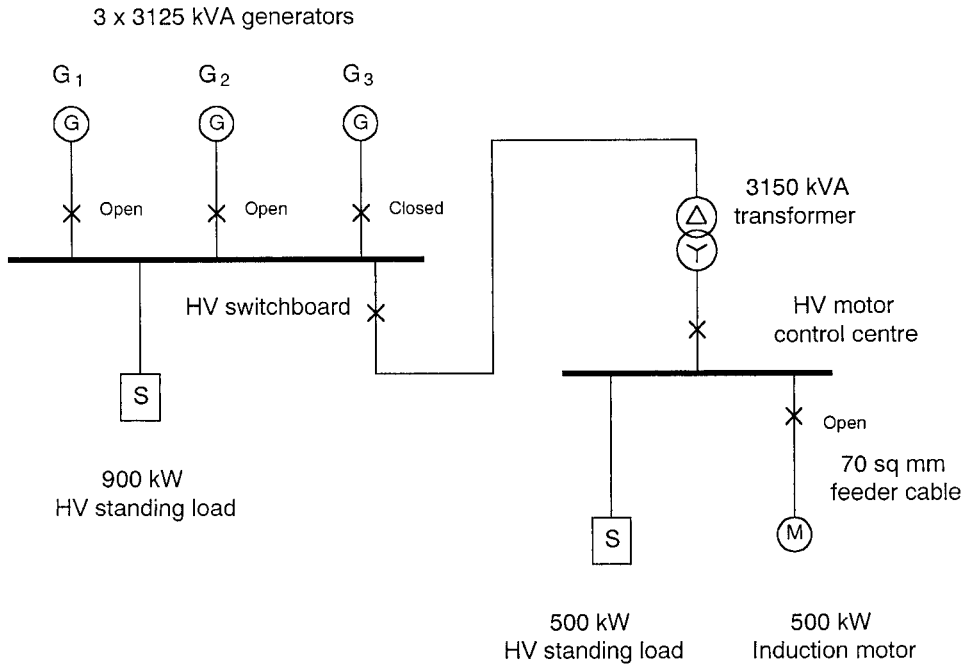 3 x 3125 kVA generators
G1
G2
G3
G
G
G
Open
Open
Closed
3150 kVA
transformer
HV switchboard
HV motor
control centre
S
Open
900 kW
HV standing load
70 sq mm
feeder cable
S
M
500 kW
HV standing load
500 kW
Induction motor